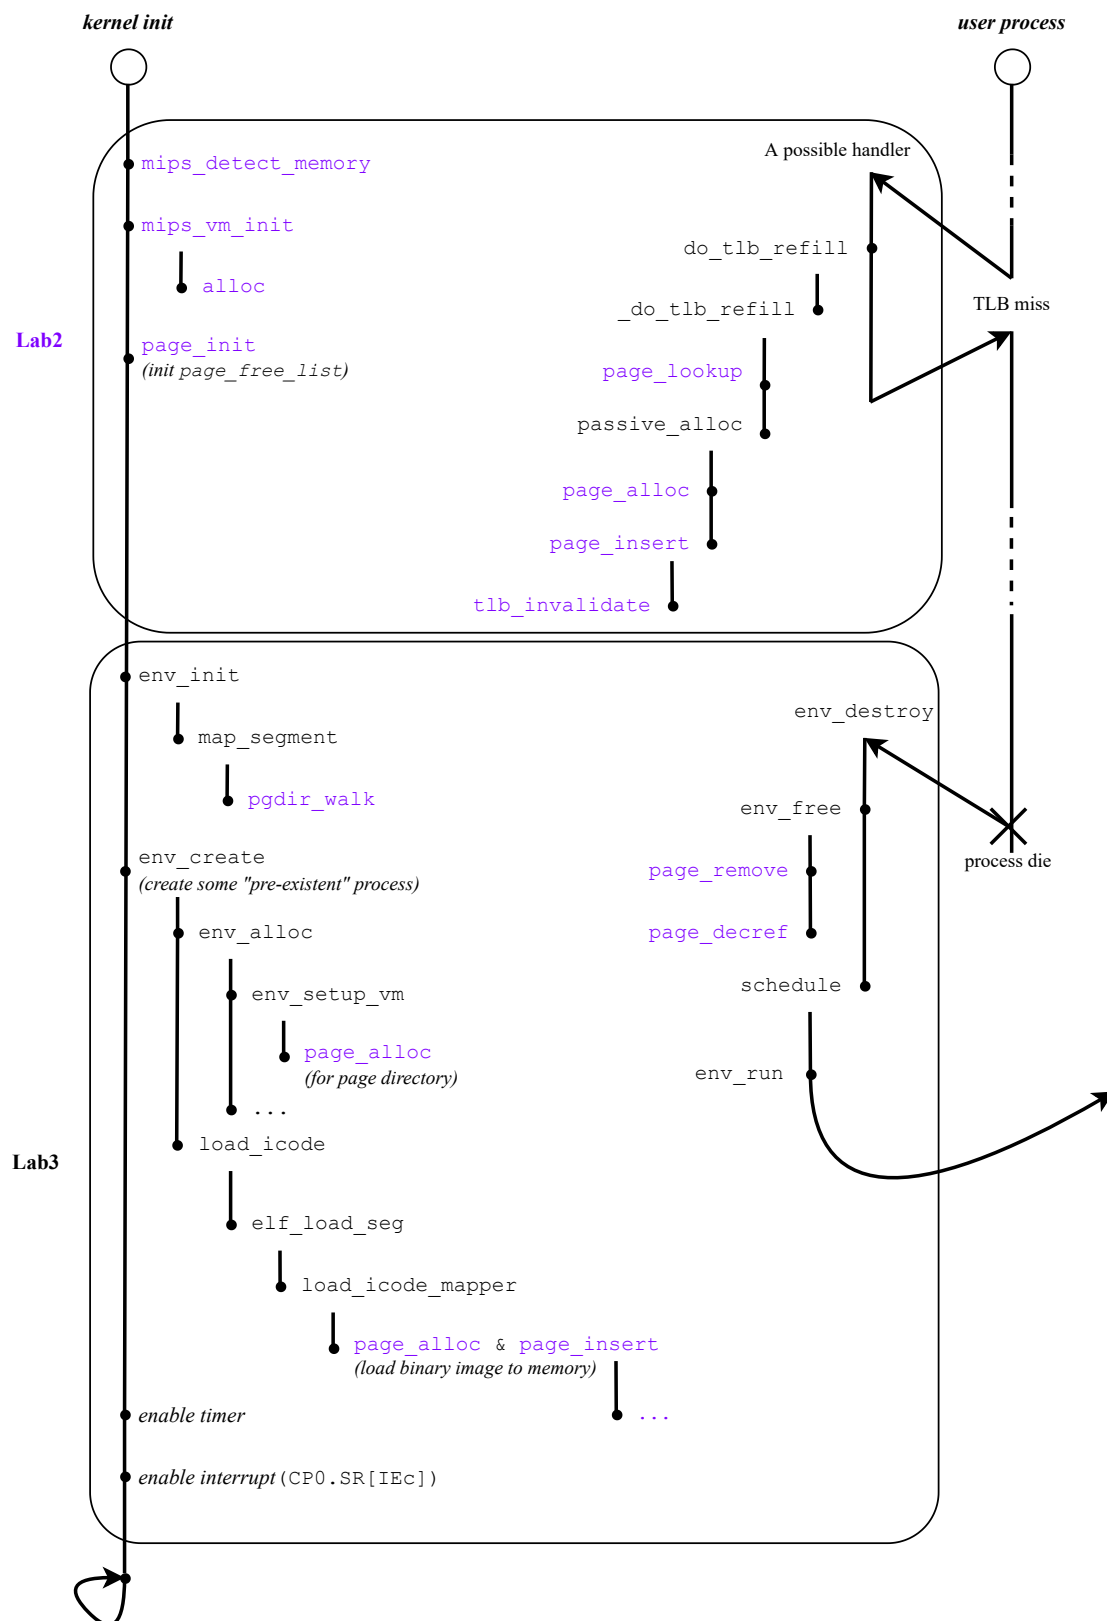 kernel init
user process
mips_detect_memory
A possible handler
mips_vm_init
do_tlb_refill
alloc
_do_tlb_refill
TLB miss
Lab2
page_init
(init page_free_list)
page_lookup
passive_alloc
page_alloc
page_insert
tlb_invalidate
env_init
env_destroy
map_segment
pgdir_walk
env_free
env_create
(create some "pre-existent" process)
process die
page_remove
env_alloc
page_decref
env_setup_vm
schedule
page_alloc
(for page directory)
env_run
...
load_icode
Lab3
elf_load_seg
load_icode_mapper
page_alloc & page_insert
(load binary image to memory)
enable timer
...
enable interrupt(CP0.SR[IEc])